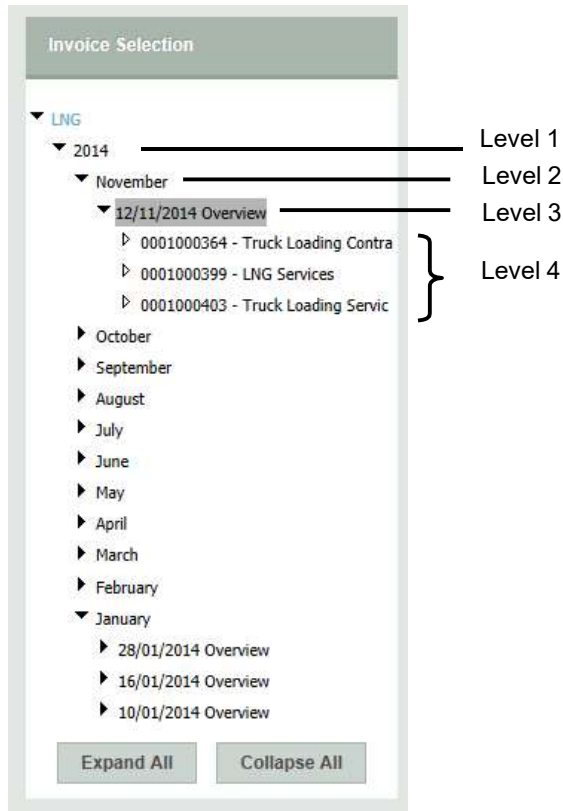 Invoice Selection
LNG
2014
Level 1
November
Level 2
12/11/2014 Overview
Level 3
0001000364 - Truck Loading Contra
0001000399 - LNG Services
Level 4
0001000403 - Truck Loading Servic
October
September
August
July
June
May
April
March
February
January
28/01/2014 Overview
16/01/2014 Overview
10/01/2014 Overview
Expand All
Collapse All